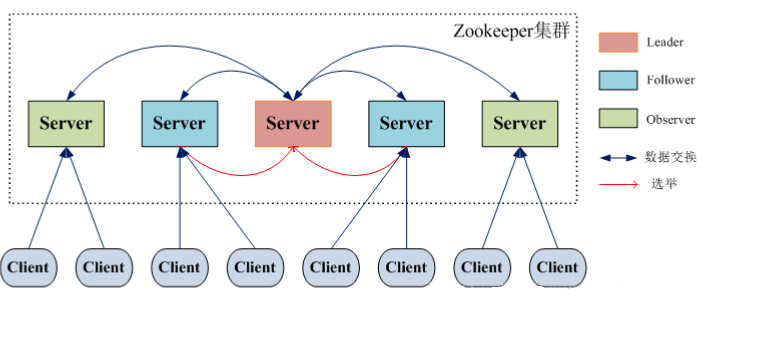 Zookeeper集群
Leader
Follower
Observer
数据交换
选举
Server
Server
Server
Server
Server
Client
Client
Client
Client
Client
Client
Client
Client